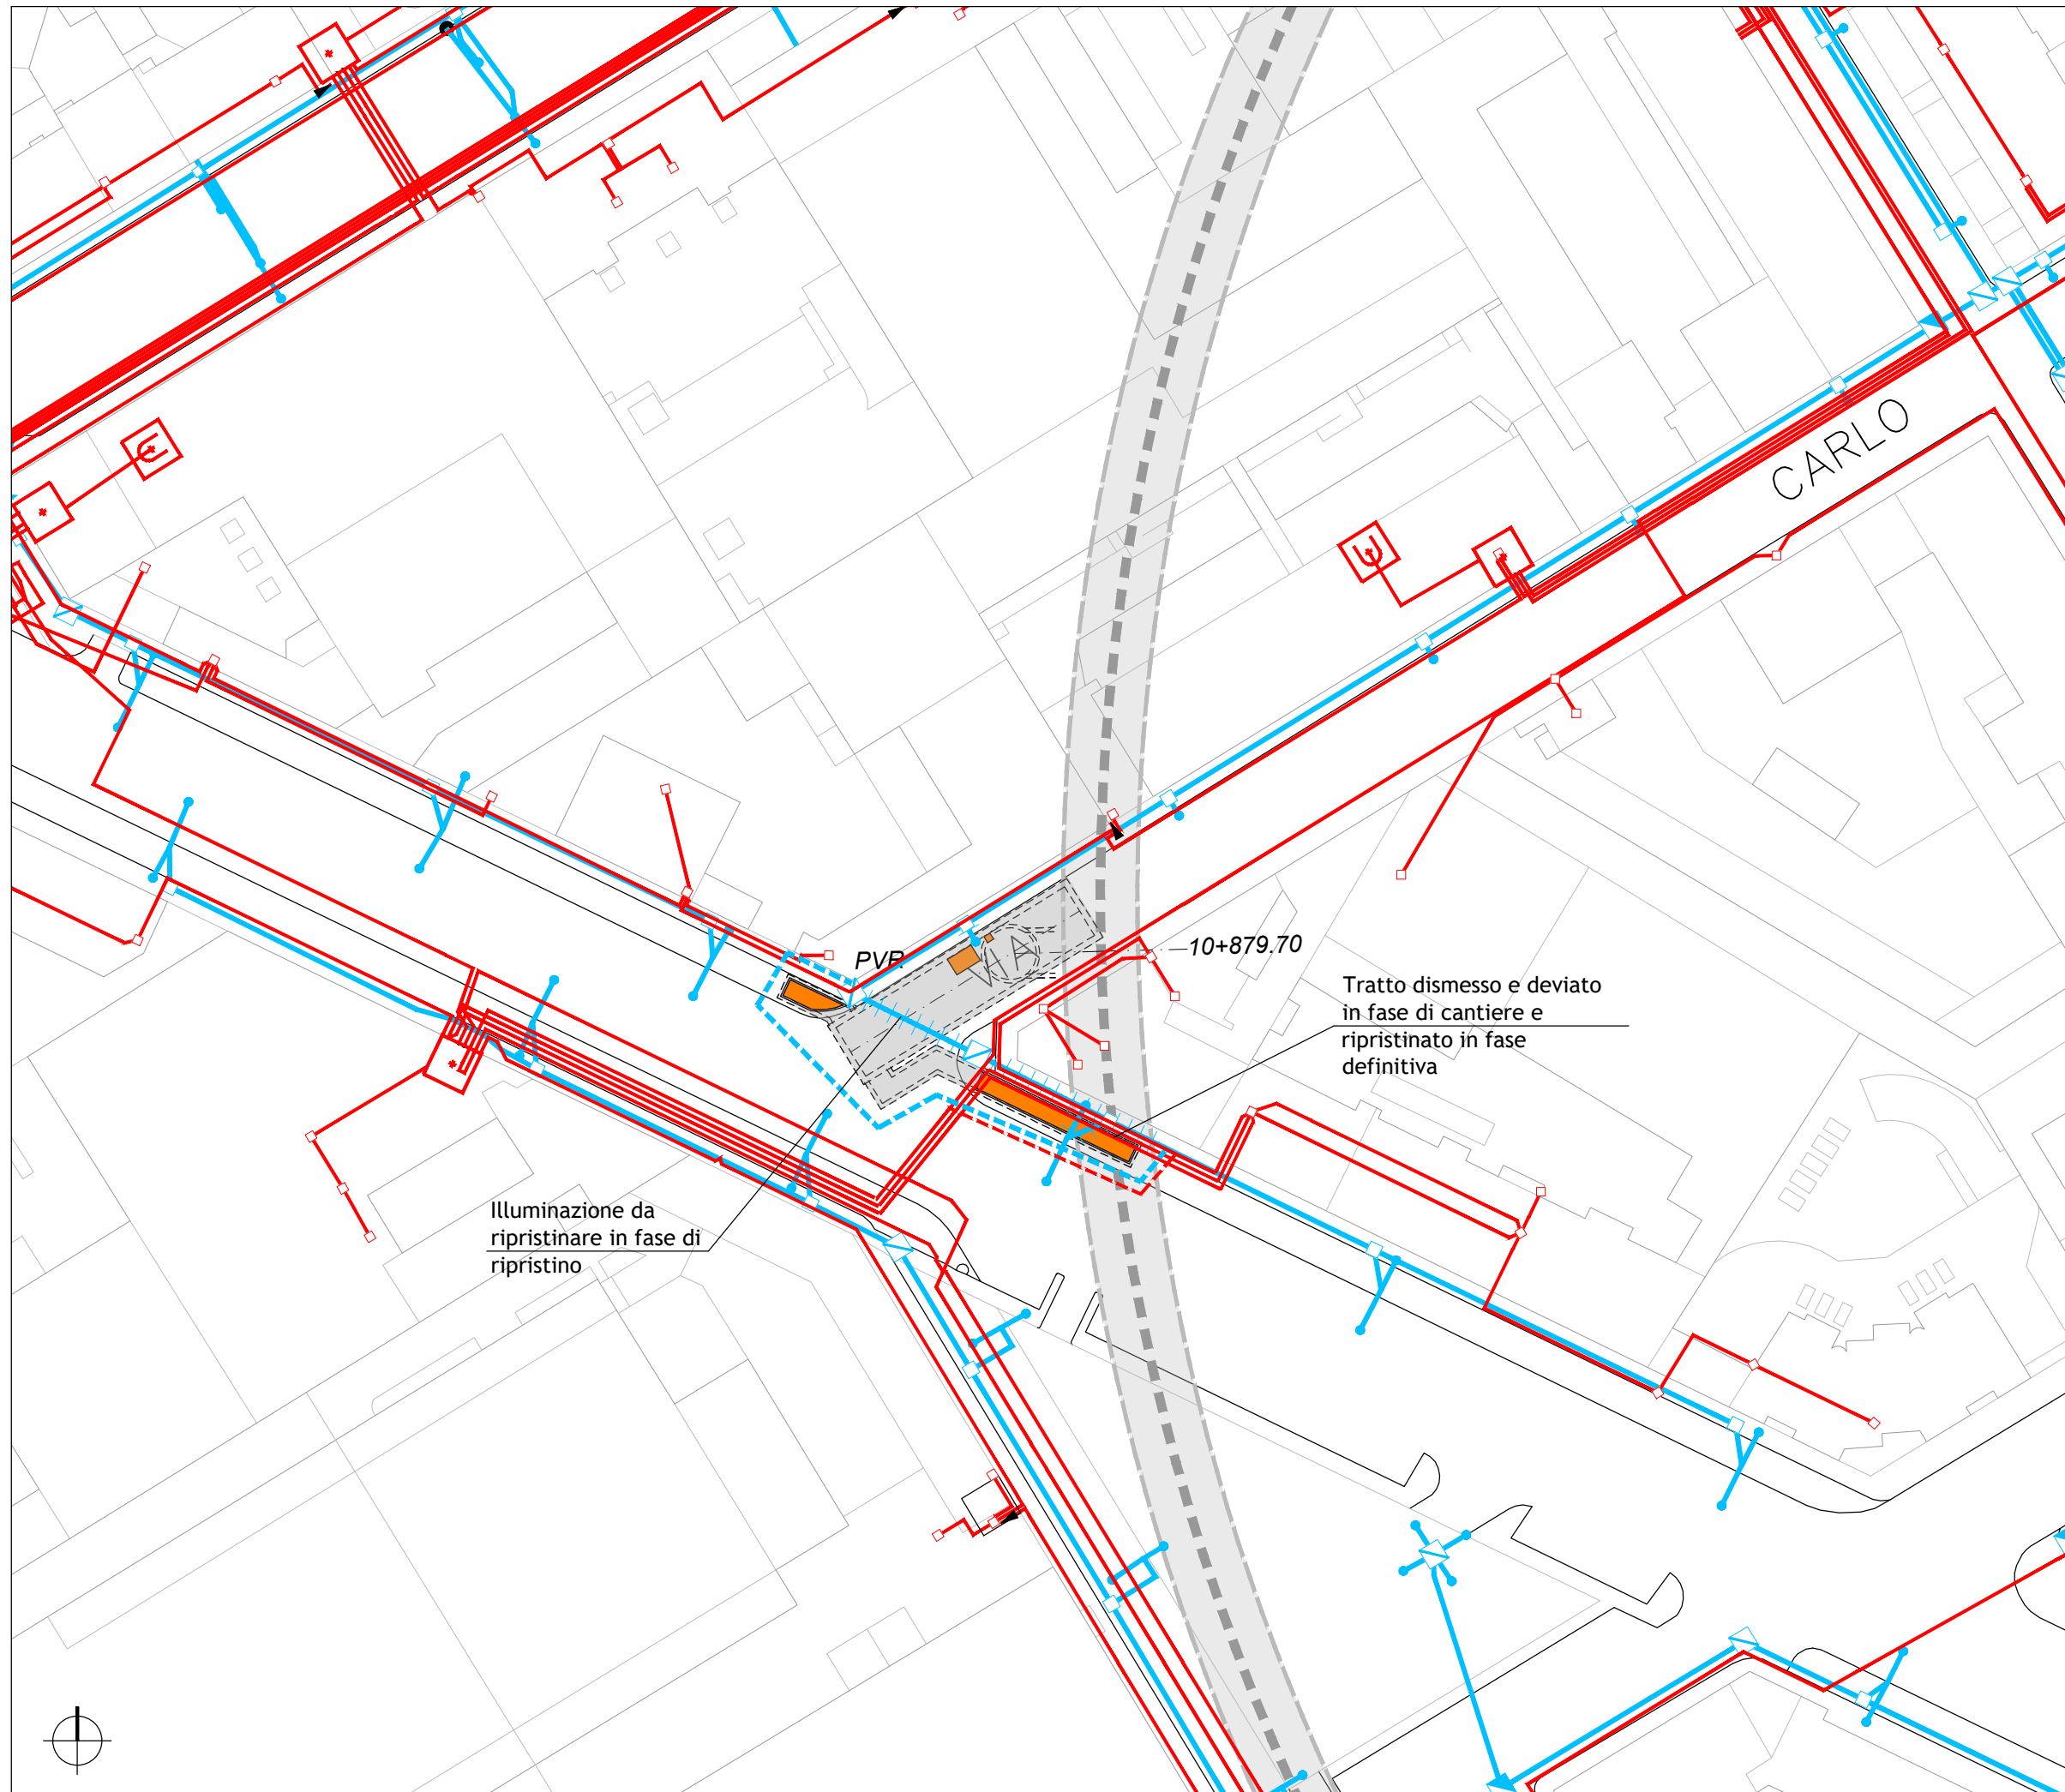 CARLO
PVR
VIA
10+879.70
Tratto dismesso e deviato
in fase di cantiere e
ripristinato in fase
definitiva
Illuminazione da
ripristinare in fase di
ripristino